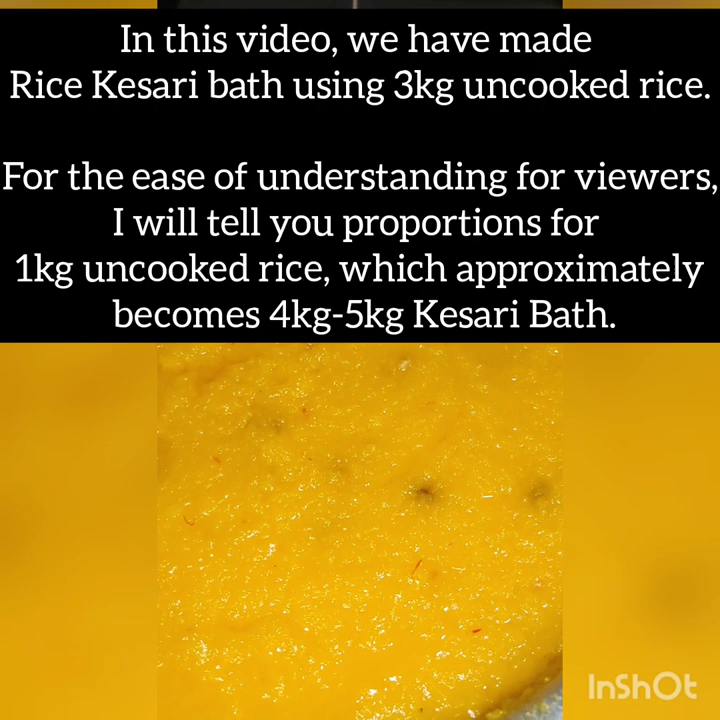 In this video, we have made
Rice Kesari bath using 3kg uncooked rice.
For the ease of understanding for viewers,
I will tell you proportions for
1kg uncooked rice, which approximately
becomes 4kg-5kg Kesari Bath.
InShOt